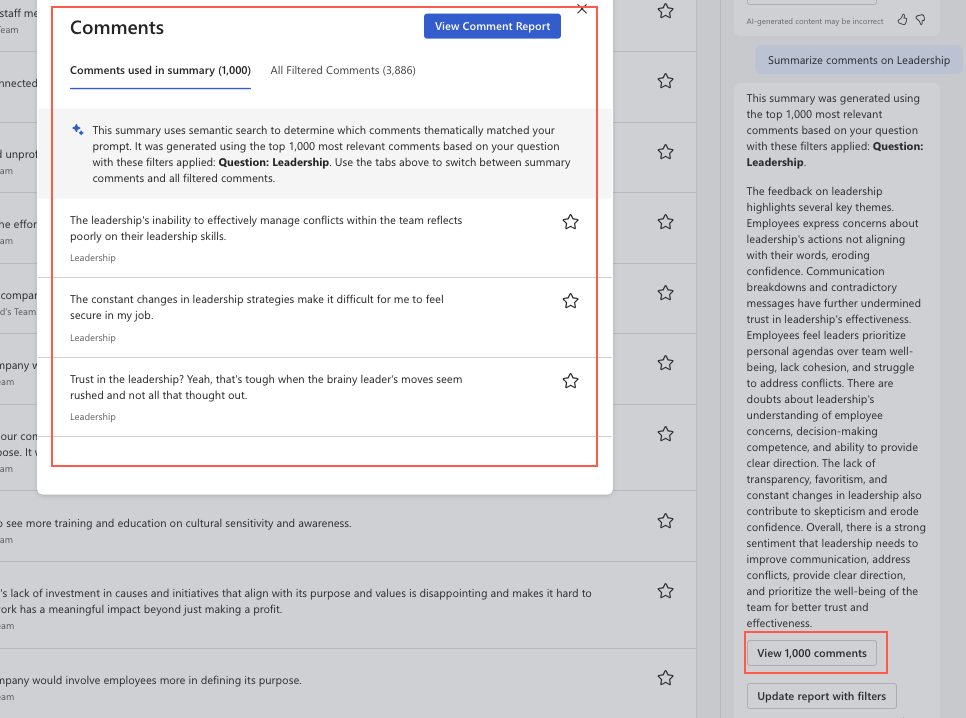 Comments
View Comment Report
Comments used in summary (1,000)
All Filtered Comments (3,886)
This summary uses semantic search to determine which comments thematically matched your
prompt. It was generated using the top 1,000 most relevant comments based on your question
with these filters applied: Question: Leadership. Use the tabs above to switch between summary
comments and all filtered comments.
The leadership's inability to effectively manage conflicts within the team reflects
poorly on their leadership skills.
Leadership
The constant changes in leadership strategies make it difficult for me to feel
secure in my job.
Leadership
Trust in the leadership? Yeah, that's tough when the brainy leader's moves seem
rushed and not all that thought out.
Leadership
staff me
eam
nnected
d unprof
am
he effor
am
compan
d's Team
mpany w
eam
our con
ose. It w
am
o see more training and education on cultural sensitivity and awareness.
am
's lack of investment in causes and initiatives that align with its purpose and values is disappointing and makes it hard to
ork has a meaningful impact beyond just making a profit.
eam
mpany would involve employees more in defining its purpose.
eam
AI-generated content may be incorrect
Summarize comments on Leadership
This summary was generated using
the top 1,000 most relevant
comments based on your question
with these filters applied: Question:
Leadership.
The feedback on leadership
highlights several key themes.
Employees express concerns about
leadership's actions not aligning
with their words, eroding
confidence. Communication
breakdowns and contradictory
messages have further undermined
trust in leadership's effectiveness.
Employees feel leaders prioritize
personal agendas over team well-
being, lack cohesion, and struggle
to address conflicts. There are
doubts about leadership's
understanding of employee
concerns, decision-making
competence, and ability to provide
clear direction. The lack of
transparency, favoritism, and
constant changes in leadership also
contribute to skepticism and erode
confidence. Overall, there is a strong
sentiment that leadership needs to
improve communication, address
conflicts, provide clear direction,
and prioritize the well-being of the
team for better trust and
effectiveness.
View 1,000 comments
Update report with filters